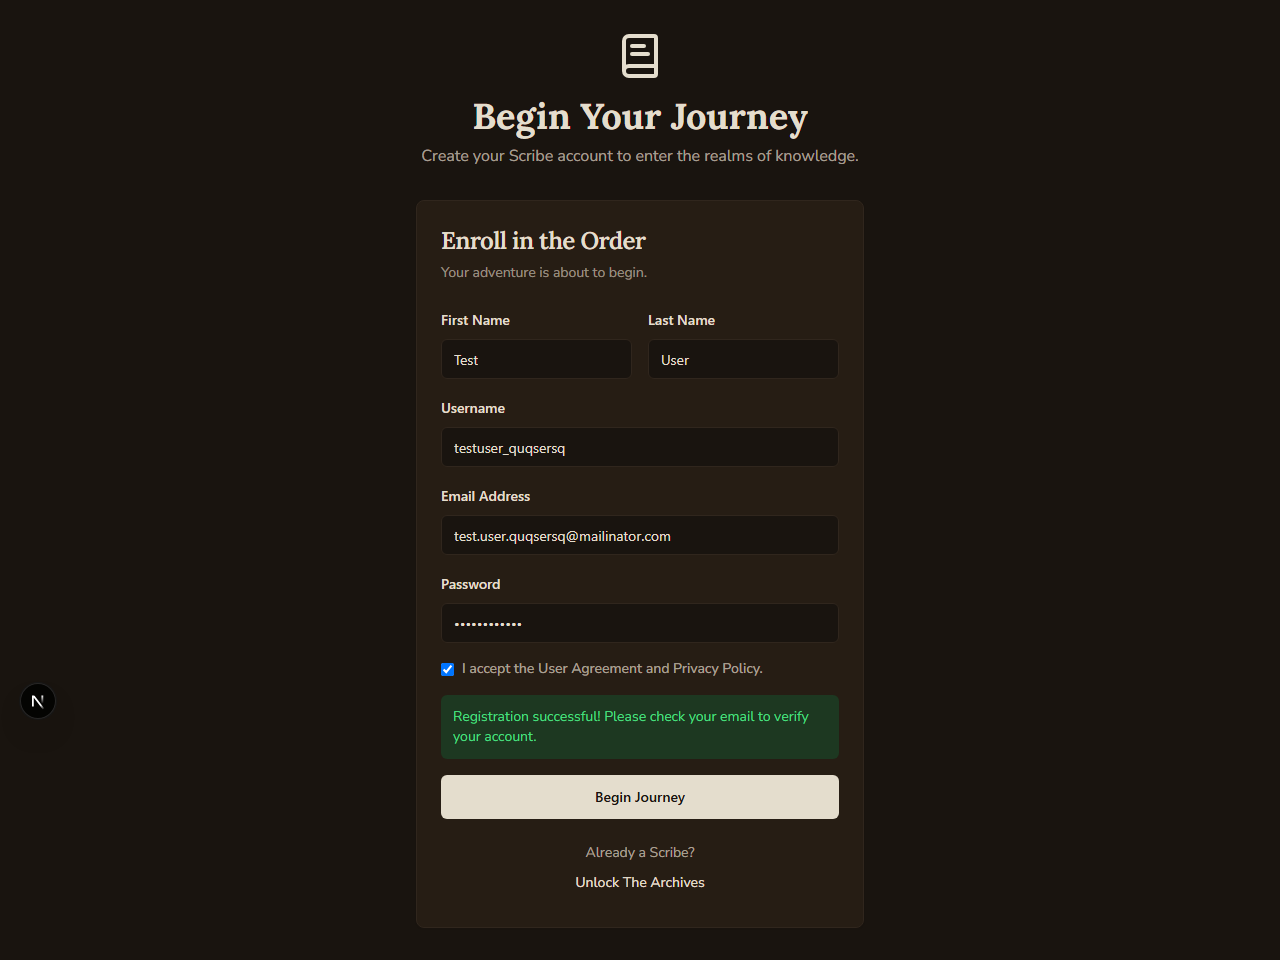 Begin Your Journey
Create your Scribe account to enter the realms of knowledge.
Enroll in the Order
Your adventure is about to begin.
First Name
Last Name
Test
User
Username
testuser_quqsersq
Email Address
test.user.quqsersq@mailinator.com
Password
••••••••••••
I accept the User Agreement and Privacy Policy.
Registration successful! Please check your email to verify
your account.
Begin Journey
Already a Scribe?
Unlock The Archives
N